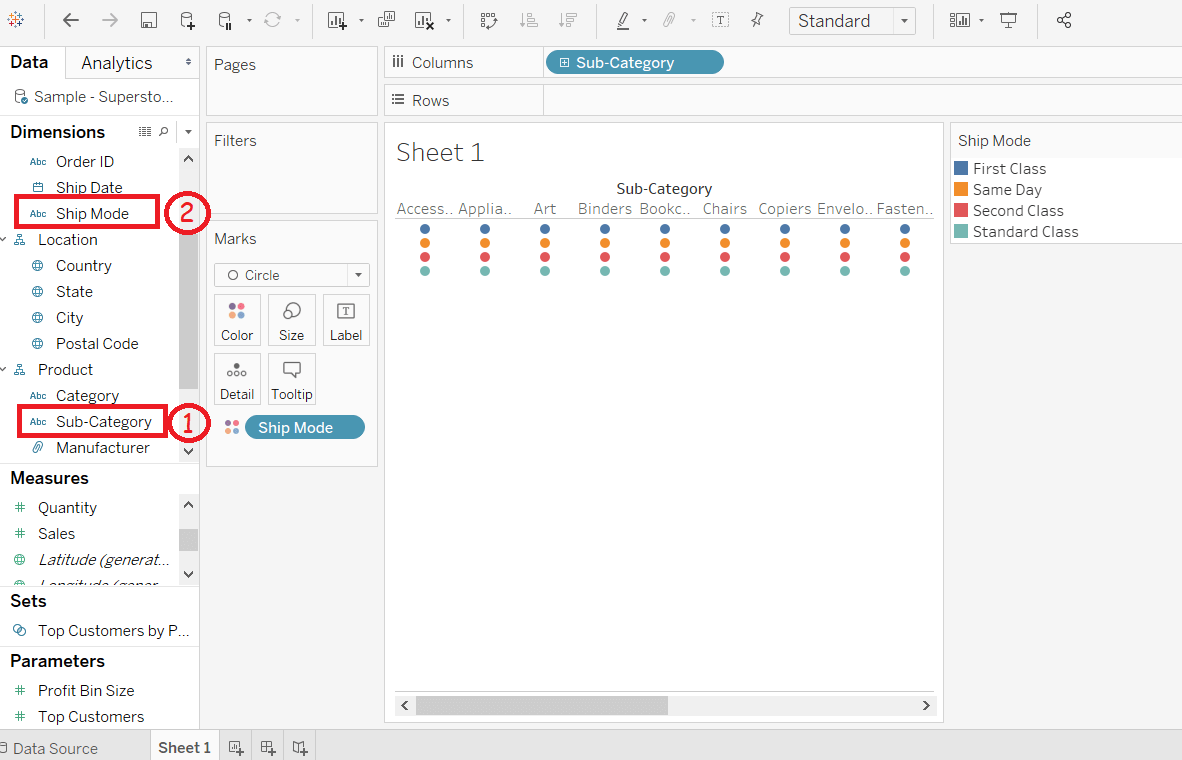 Standard
Data
Analytics
Sample - Supersto...
Dimensions
Abc Order ID
Ship Date
Abc Ship Mode
2
Location
Country
State
City
Postal Code
Product
Abc Category
Abc Sub-Category
1
Manufacturer
Measures
Quantity
Sales
Latitude (generat...
Longitude (gener...
Sets
Top Customers by P...
Parameters
Profit Bin Size
Top Customers
Pages
Filters
Marks
Circle
Color Size Label
Detail Tooltip
Ship Mode
Columns Sub-Category
Rows
Sheet 1
Sub-Category
Access.. Applia.. Art Binders Bookc.. Chairs Copiers Envelo.. Fasten..
Ship Mode
First Class
Same Day
Second Class
Standard Class
Data Source Sheet 1